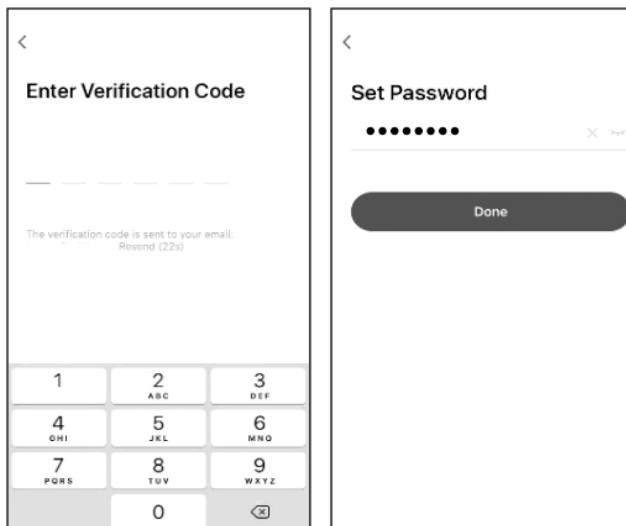 Enter Verification Code
The verification code is sent to your email:
Resend (22s)
1
2
ABC
3
DEF
4
GHI
5
JKL
6
MNO
7
PQRS
8
TUV
9
WXYZ
0
Set Password
Done